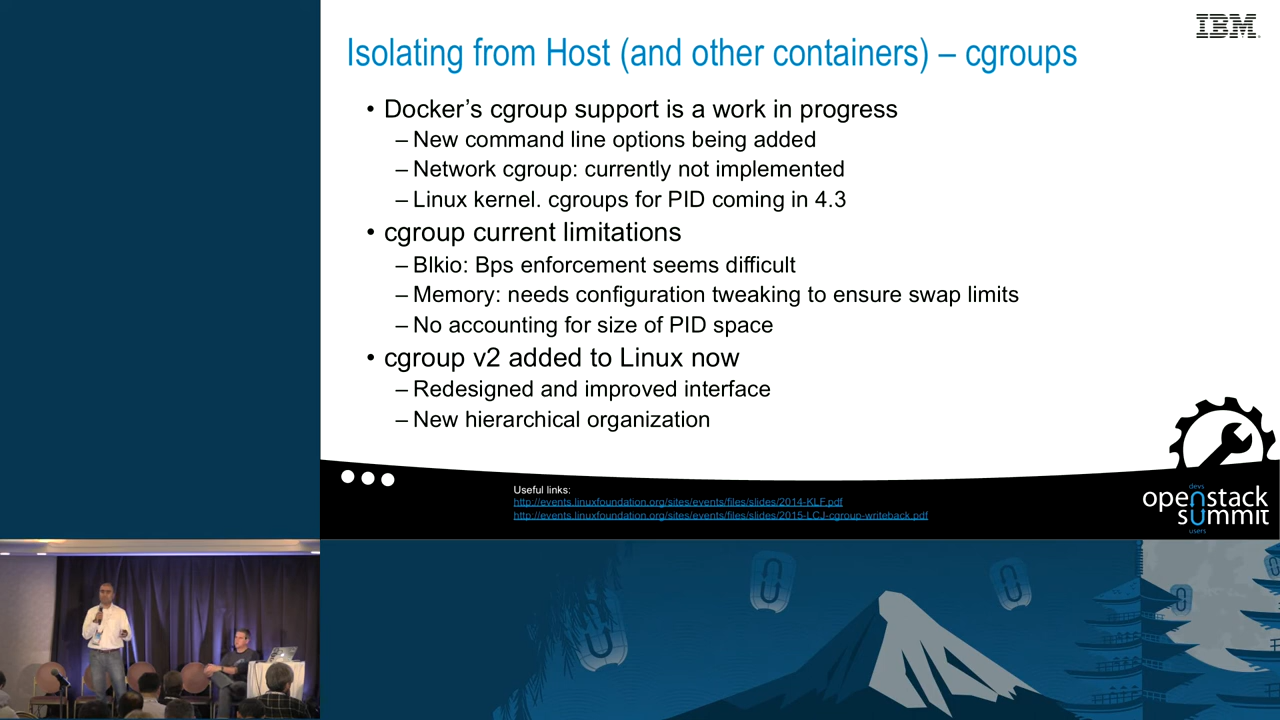 IBM
Isolating from Host (and other containers) – cgroups
• Docker’s cgroup support is a work in progress
– New command line options being added
– Network cgroup: currently not implemented
– Linux kernel. cgroups for PID coming in 4.3
• cgroup current limitations
– Blkio: Bps enforcement seems difficult
– Memory: needs configuration tweaking to ensure swap limits
– No accounting for size of PID space
• cgroup v2 added to Linux now
– Redesigned and improved interface
– New hierarchical organization
Useful links:
http://events.linuxfoundation.org/sites/events/files/slides/2014-KLF.pdf
http://events.linuxfoundation.org/sites/events/files/slides/2015-LCJ-cgroup-writeback.pdf
devs
openstack
summit
users